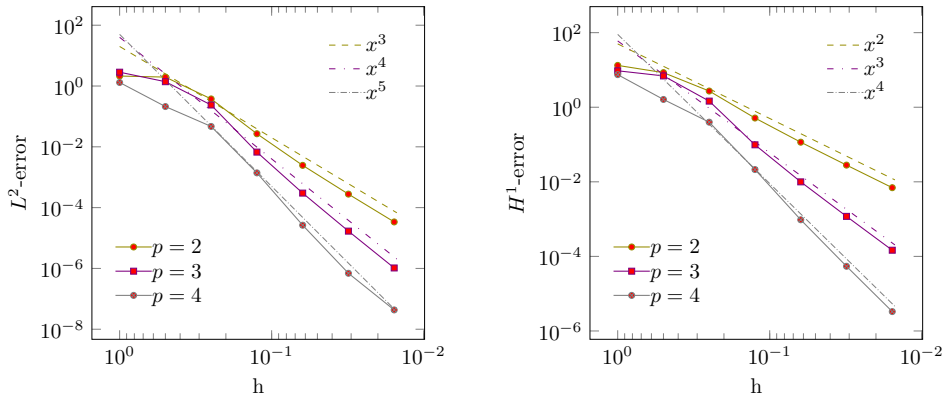 10^2
10^0
10^−2
10^−4
10^−6
10^−8
L^2-error
x^3
x^4
x^5
p = 2
p = 3
p = 4
10^0
10^−1
10^−2
h
10^2
10^0
10^−2
10^−4
10^−6
H^1-error
x^2
x^3
x^4
p = 2
p = 3
p = 4
10^0
10^−1
10^−2
h